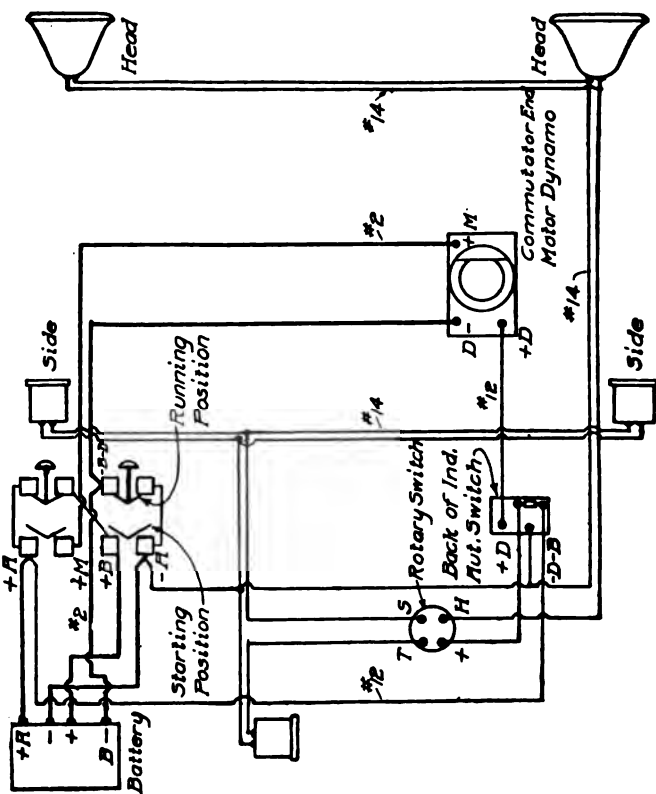 Head
Head
#14
Commutator End
Motor Dynamo
#2
+M.
D-
+D
#14
Side
Side
#12
#14
Running
Position
-B-D
Rotary Switch
Back of Ind.
Aut. Switch
+A
+M
+B
-A
#2
Starting
Position
+D
-D-B
S
H
T
+
#12
+A
-
+
B-
Battery